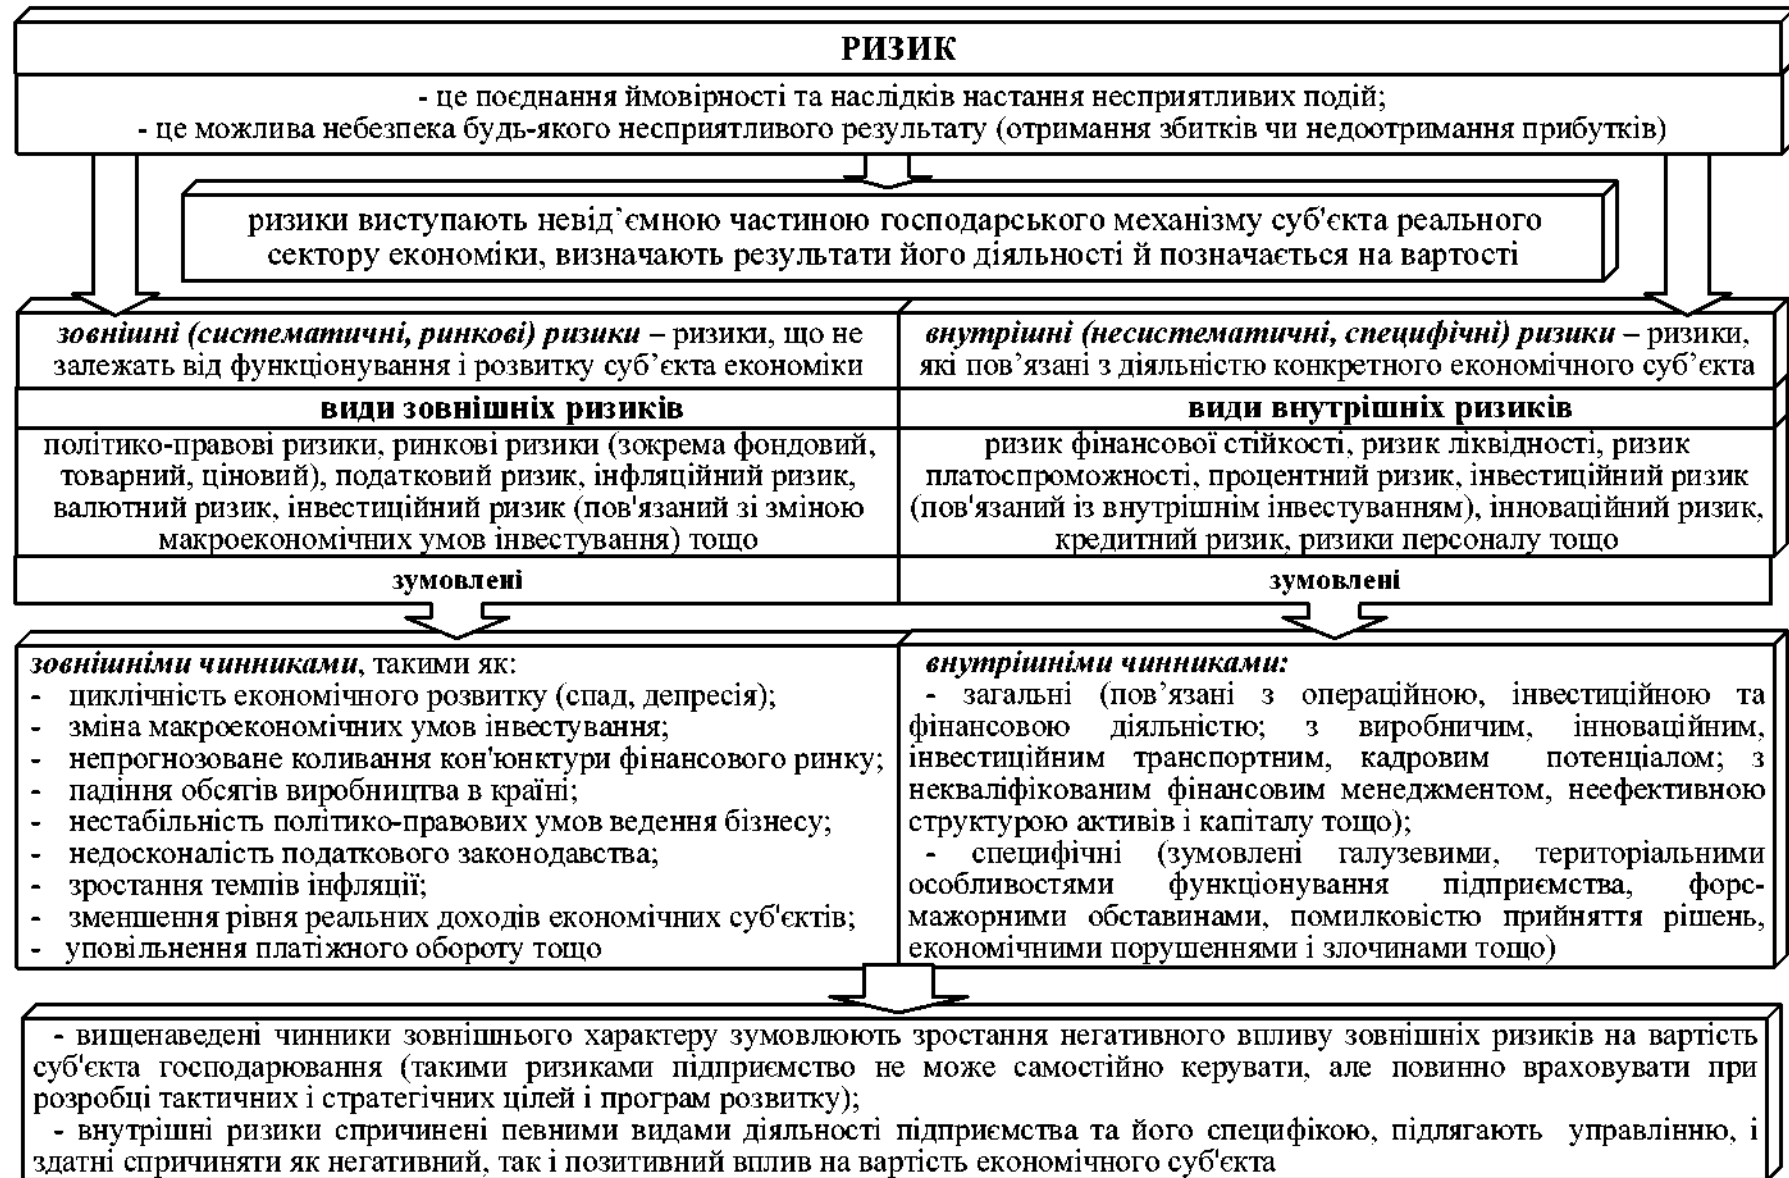 РИЗИК
- це поєднання ймовірності та наслідків настання несприятливих подій;
- це можлива небезпека будь-якого несприятливого результату (отримання збитків чи недоотримання прибутків)
ризики виступають невід’ємною частиною господарського механізму суб'єкта реального
сектору економіки, визначають результати його діяльності й позначається на вартості
зовнішні (систематичні, ринкові) ризики – ризики, що не
залежать від функціонування і розвитку суб’єкта економіки
види зовнішніх ризиків
політико-правові ризики, ринкові ризики (зокрема фондовий,
товарний, ціновий), податковий ризик, інфляційний ризик,
валютний ризик, інвестиційний ризик (пов'язаний зі зміною
макроекономічних умов інвестування) тощо
зумовлені
внутрішні (несистематичні, специфічні) ризики – ризики,
які пов’язані з діяльністю конкретного економічного суб’єкта
види внутрішніх ризиків
ризик фінансової стійкості, ризик ліквідності, ризик
платоспроможності, процентний ризик, інвестиційний ризик
(пов'язаний із внутрішнім інвестуванням), інноваційний ризик,
кредитний ризик, ризики персоналу тощо
зумовлені
зовнішніми чинниками, такими як:
- циклічність економічного розвитку (спад, депресія);
- зміна макроекономічних умов інвестування;
- непрогнозоване коливання кон'юнктури фінансового ринку;
- падіння обсягів виробництва в країні;
- нестабільність політико-правових умов ведення бізнесу;
- недосконалість податкового законодавства;
- зростання темпів інфляції;
- зменшення рівня реальних доходів економічних суб'єктів;
- уповільнення платіжного обороту тощо
внутрішніми чинниками:
- загальні (пов’язані з операційною, інвестиційною та
фінансовою діяльністю; з виробничим, інноваційним,
інвестиційним транспортним, кадровим потенціалом; з
некваліфікованим фінансовим менеджментом, неефективною
структурою активів і капіталу тощо);
- специфічні (зумовлені галузевими, територіальними
особливостями функціонування підприємства, форс-
мажорними обставинами, помилковістю прийняття рішень,
економічними порушеннями і злочинами тощо)
- вищенаведені чинники зовнішнього характеру зумовлюють зростання негативного впливу зовнішніх ризиків на вартість
суб'єкта господарювання (такими ризиками підприємство не може самостійно керувати, але повинно враховувати при
розробці тактичних і стратегічних цілей і програм розвитку);
- внутрішні ризики спричинені певними видами діяльності підприємства та його специфікою, підлягають управлінню, і
здатні спричиняти як негативний, так і позитивний вплив на вартість економічного суб'єкта